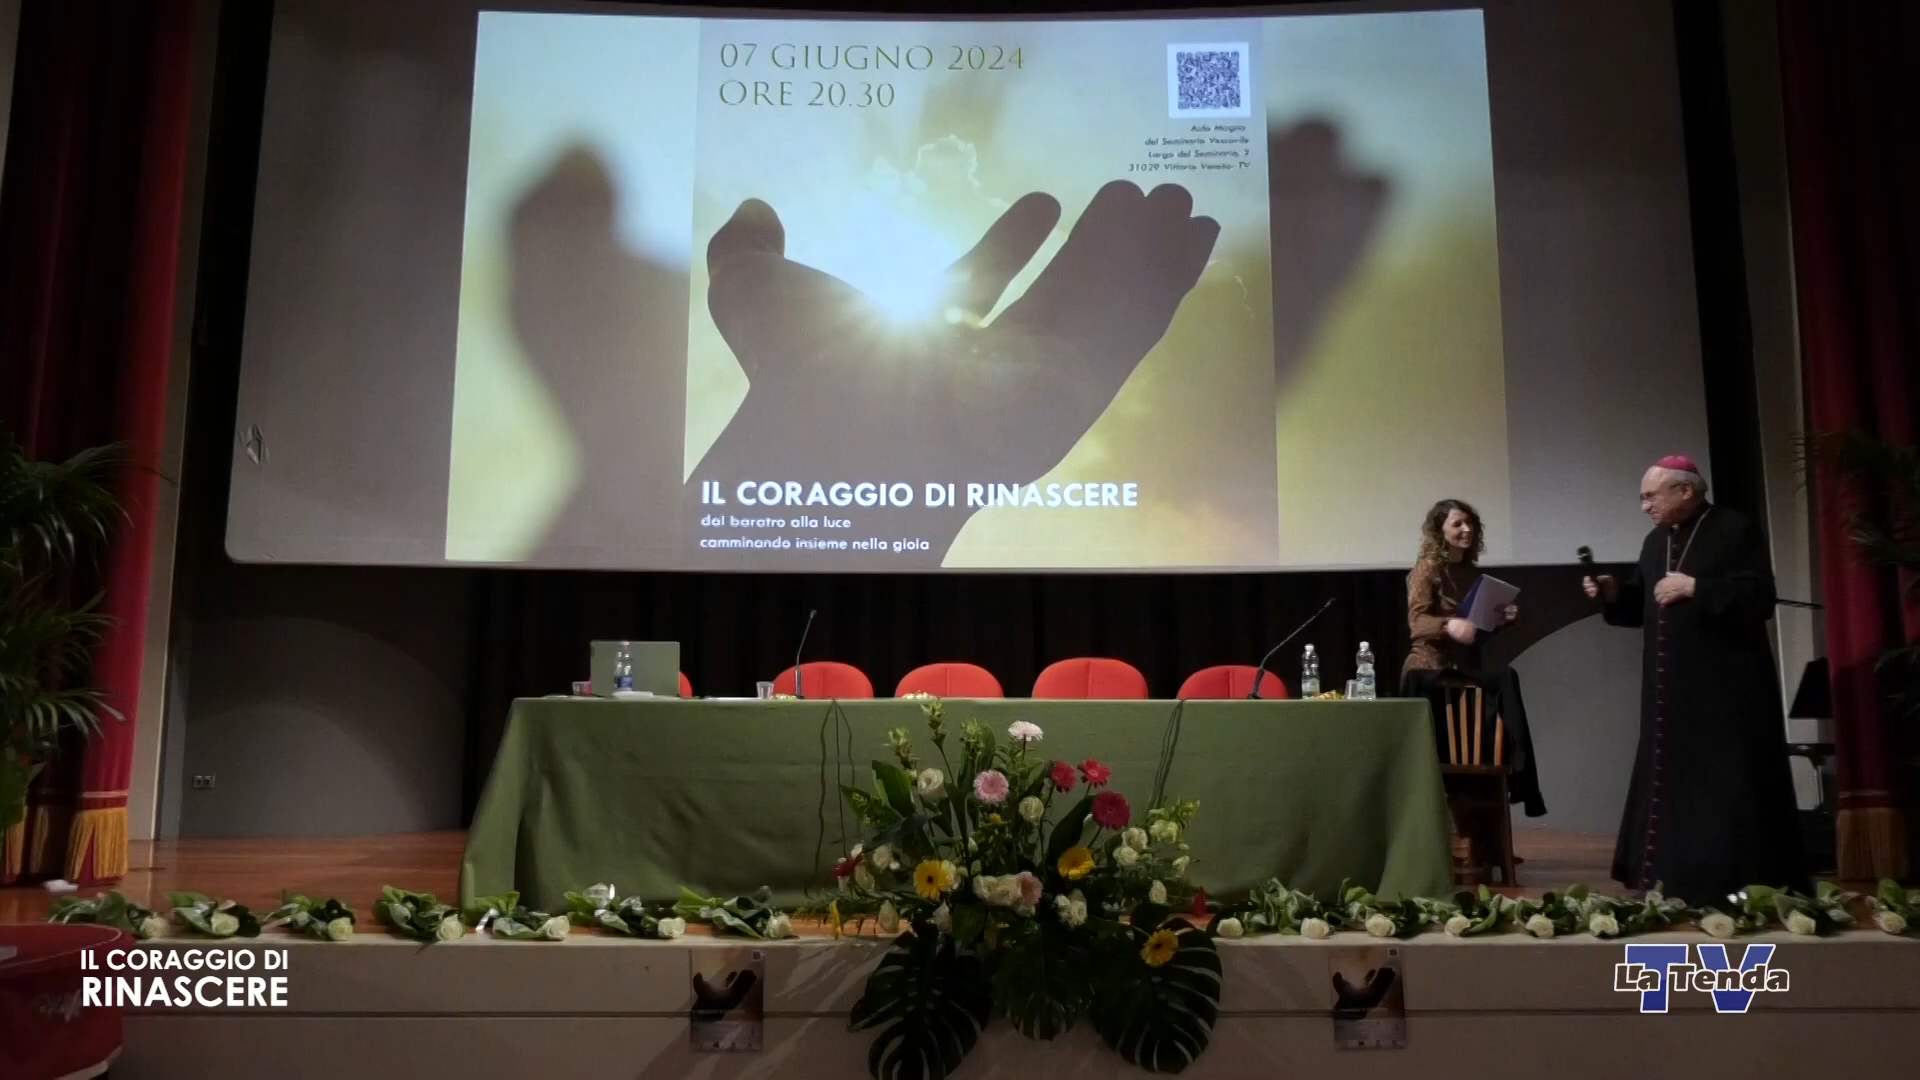 07 GIUGNO 2024
ORE 20.30
Aula Magna
del Seminario Vescovile
Largo del Seminario, 2
31029 Vittorio Veneto- TV
IL CORAGGIO DI RINASCERE
dal baratro alla luce
camminando insieme nella gioia
IL CORAGGIO DI
RINASCERE
La Tenda
TV